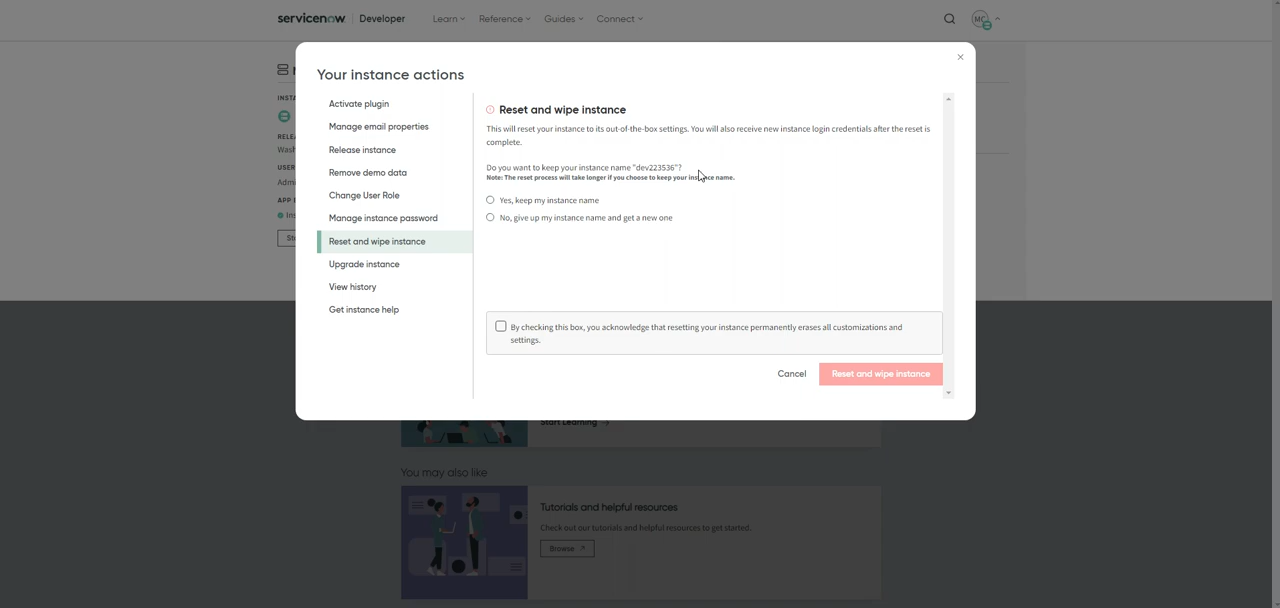 servicenow Developer Learn Reference Guides Connect MC
Your instance actions
Activate plugin
Manage email properties
Release instance
Remove demo data
Change User Role
Manage instance password
Reset and wipe instance
Upgrade instance
View history
Get instance help
Reset and wipe instance
This will reset your instance to its out-of-the-box settings. You will also receive new instance login credentials after the reset is
complete.
Do you want to keep your instance name "dev223536"?
Note: The reset process will take longer if you choose to keep your instance name.
Yes, keep my instance name
No, give up my instance name and get a new one
By checking this box, you acknowledge that resetting your instance permanently erases all customizations and
settings.
Cancel Reset and wipe instance
Start Learning
You may also like
Tutorials and helpful resources
Check out our tutorials and helpful resources to get started.
Browse